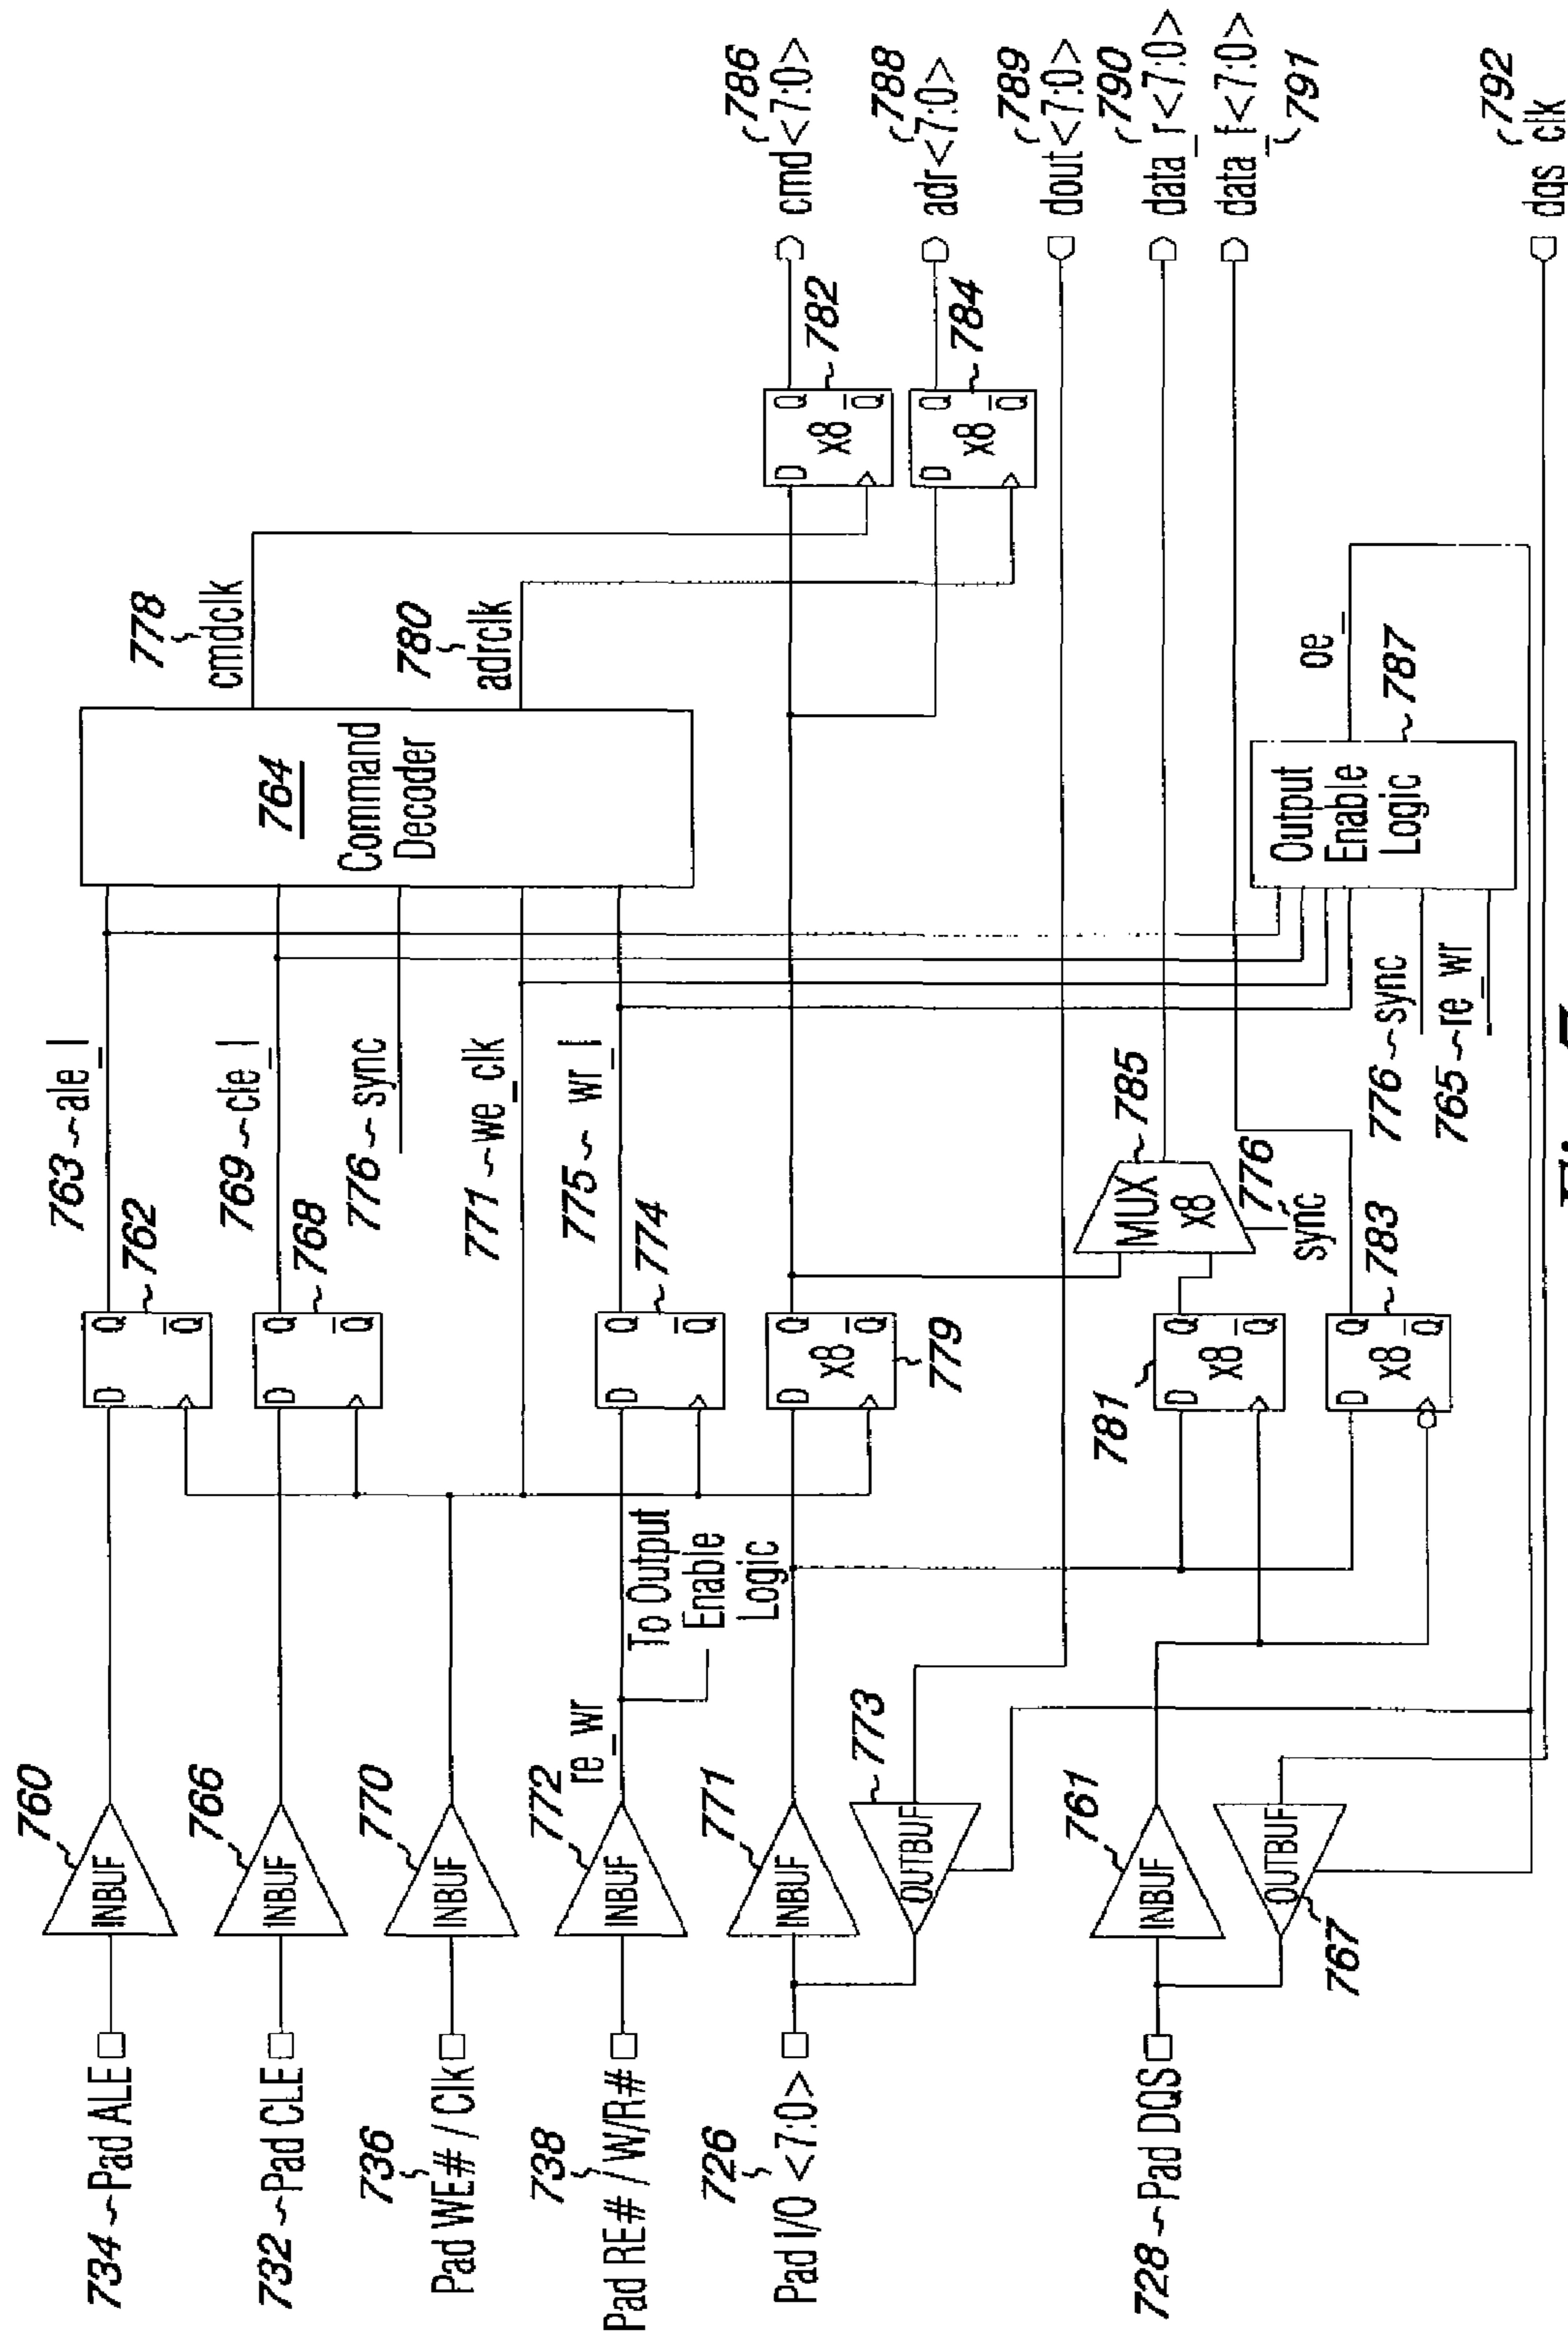 734 ~ Pad ALE
760
INBUF
762
D
Q
Q
763 ~ ale_l
764
Command
Decoder
778
cmdclk
780
adrclk
732 ~ Pad CLE
766
INBUF
768
D
Q
Q
769 ~ cle_l
776 ~ sync
736
Pad WE# / Clk
770
INBUF
771 ~ we_clk
738
Pad RE# / W/R#
772
INBUF
re_wr
To Output
Enable
Logic
774
D
Q
Q
775 ~ wr_l
726
Pad I/O <7:0>
771
INBUF
D
Q
x8
Q
779
773
OUTBUF
D
Q
x8
Q
782
786
cmd<7:0>
D
Q
x8
Q
784
788
adr<7:0>
789
dout<7:0>
790
data_r<7:0>
data_f<7:0>
791
728 ~ Pad DQS
761
INBUF
OUTBUF
767
781
D
Q
x8
Q
MUX
x8
785
776
sync
D
Q
x8
Q
783
776 ~ sync
765 ~ re_wr
Output
Enable
Logic
787
oe_
792
dqs_clk